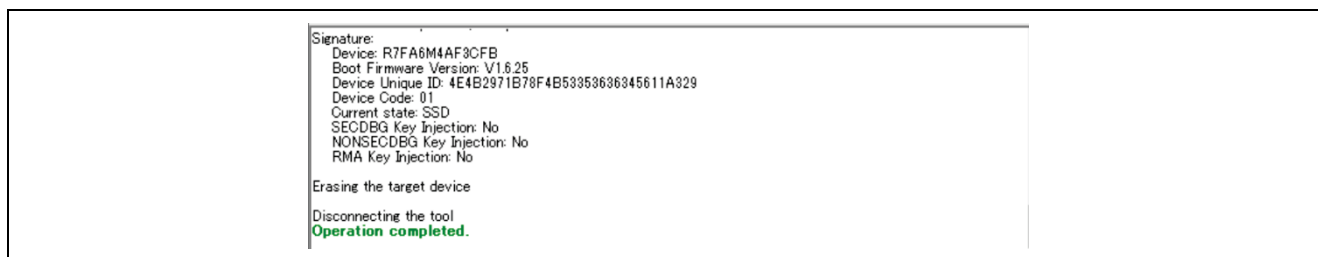 Signature:
Device: R7FA6M4AF3CFB
Boot Firmware Version: V1.6.25
Device Unique ID: 4E4B2971B78F4B53353636345611A329
Device Code: 01
Current state: SSD
SECDBG Key Injection: No
NONSECDBG Key Injection: No
RMA Key Injection: No
Erasing the target device
Disconnecting the tool
Operation completed.